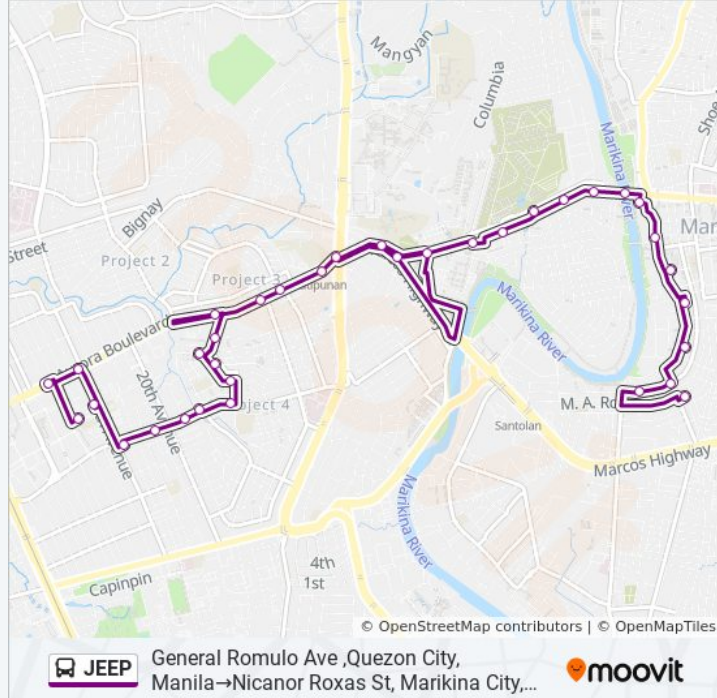 Mangyan
Columbia
Shoe
Marikina River
Bignay
Street
Project 2
Mar
Project 3
Marikina River
Project 4
20th Avenue
M. A. Ro
Santolan
Marcos Highway
Marikina River
4th
1st
Capinpin
© OpenStreetMap contributors | © OpenMapTiles
JEEP
General Romulo Ave ,Quezon City,
Manila→Nicanor Roxas St, Marikina City,...
moovit